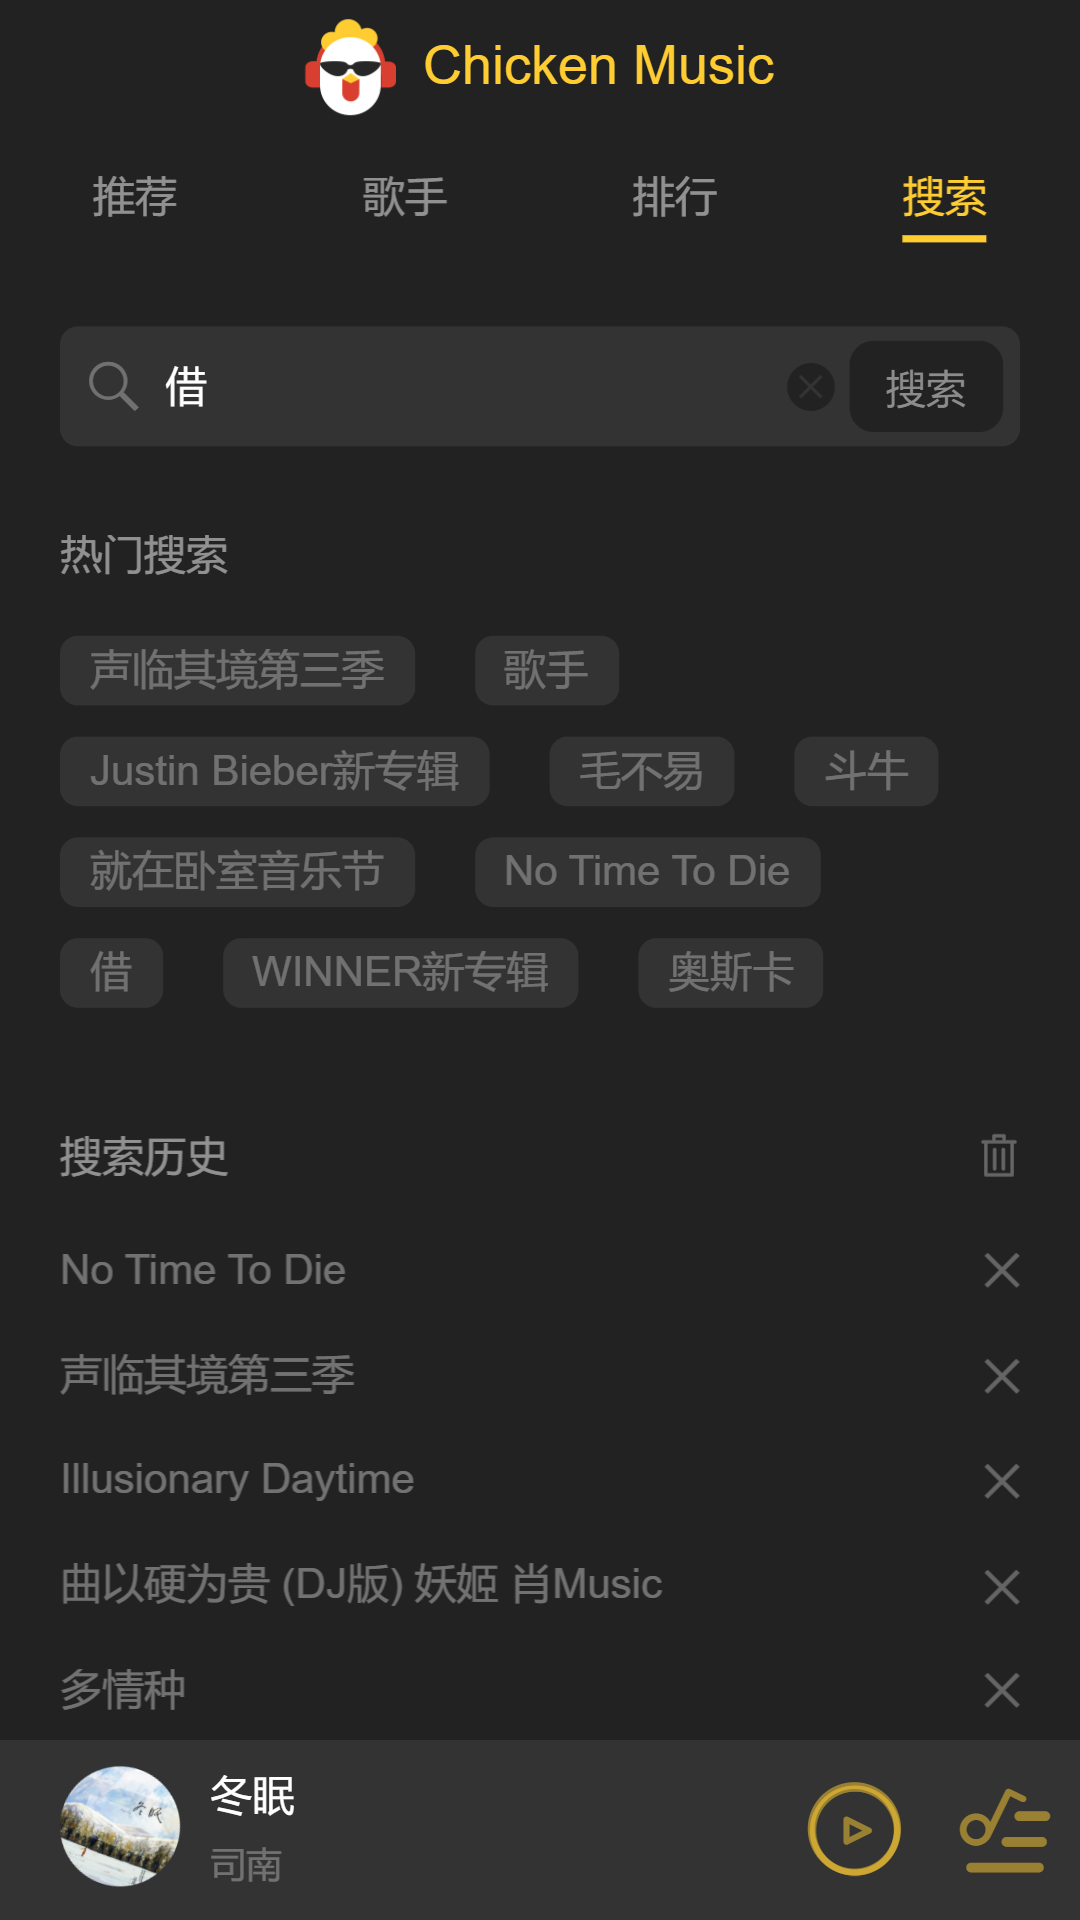 Chicken Music
推荐 歌手 排行 搜索
借 搜索
热门搜索
声临其境第三季 歌手
Justin Bieber新专辑 毛不易 斗牛
就在卧室音乐节 No Time To Die
借 WINNER新专辑 奥斯卡
搜索历史
No Time To Die
声临其境第三季
Illusionary Daytime
曲以硬为贵 (DJ版) 妖姬 肖Music
多情种
冬眠
冬眠
司南